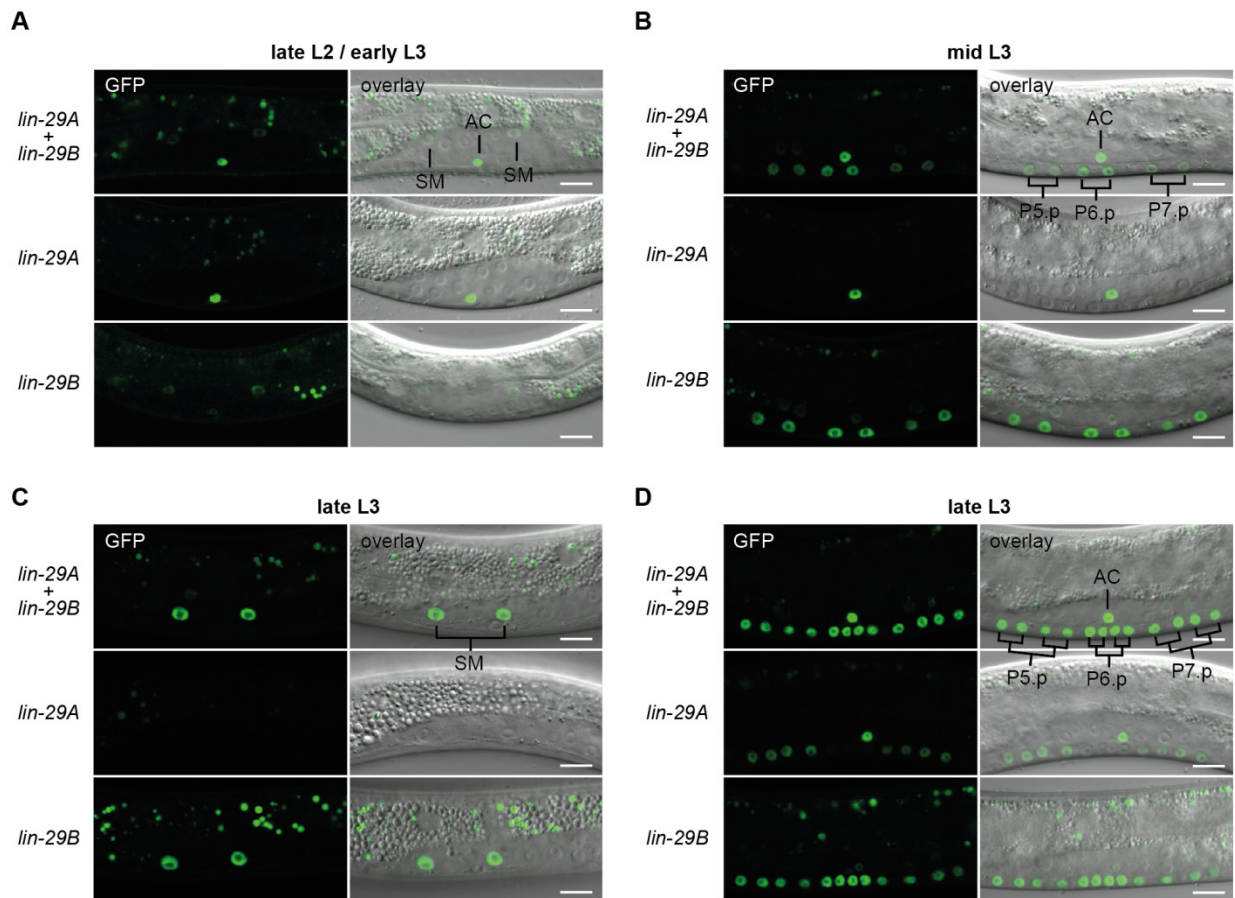 A
late L2 / early L3
GFP
overlay
lin-29A
+
lin-29B
AC
SM
SM
lin-29A
lin-29B
B
mid L3
GFP
overlay
lin-29A
+
lin-29B
AC
P5.p
P6.p
P7.p
lin-29A
lin-29B
C
late L3
GFP
overlay
lin-29A
+
lin-29B
SM
lin-29A
lin-29B
D
late L3
GFP
overlay
lin-29A
+
lin-29B
AC
P5.p
P6.p
P7.p
lin-29A
lin-29B